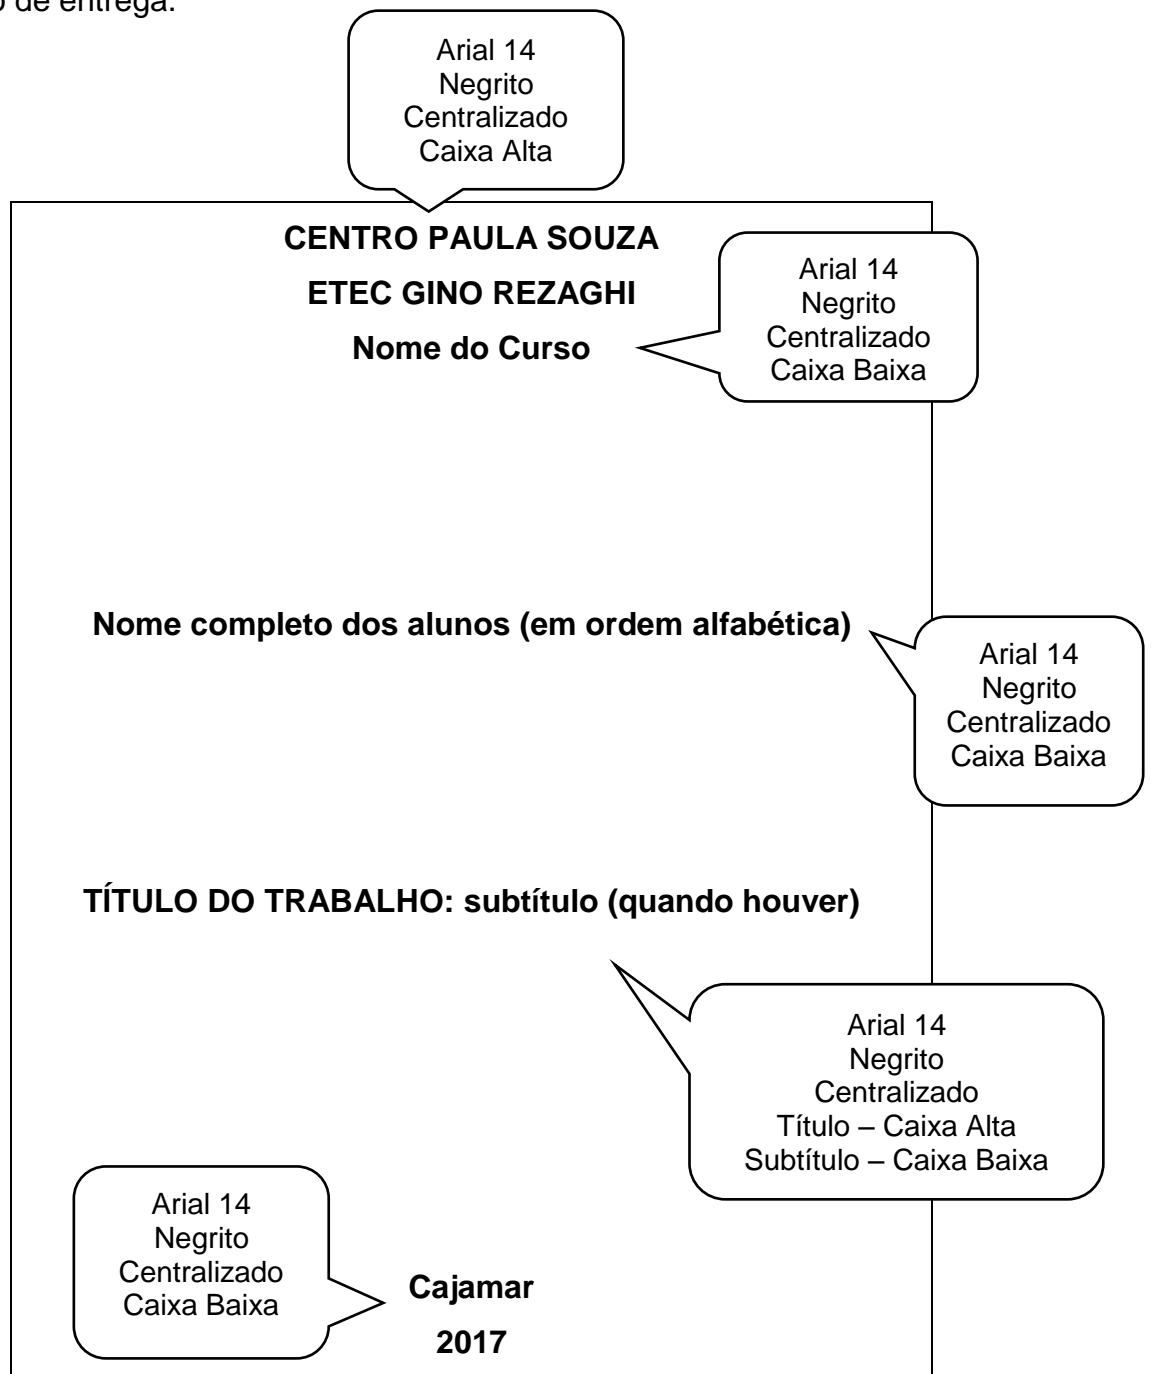 de entrega.
Arial 14
Negrito
Centralizado
Caixa Alta
CENTRO PAULA SOUZA
ETEC GINO REZAGHI
Nome do Curso
Arial 14
Negrito
Centralizado
Caixa Baixa
Nome completo dos alunos (em ordem alfabética)
Arial 14
Negrito
Centralizado
Caixa Baixa
TÍTULO DO TRABALHO: subtítulo (quando houver)
Arial 14
Negrito
Centralizado
Título – Caixa Alta
Subtítulo – Caixa Baixa
Arial 14
Negrito
Centralizado
Caixa Baixa
Cajamar
2017